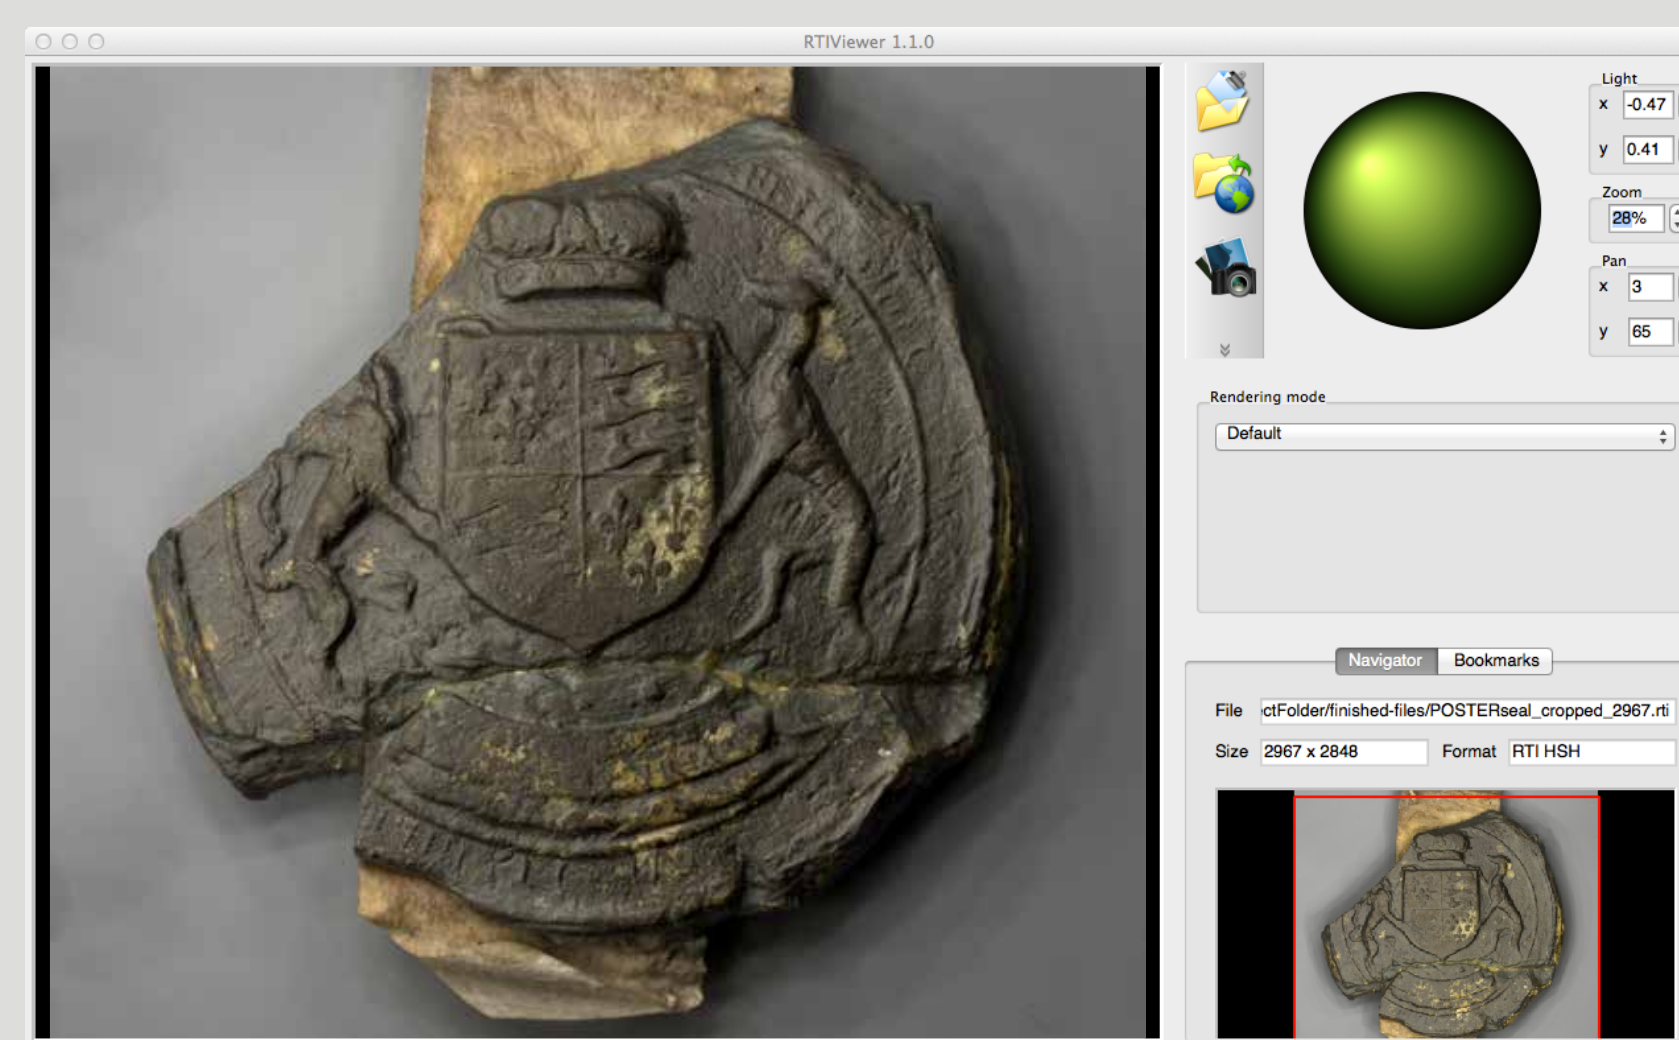 RTIViewer 1.1.0
Light
x -0.47
y 0.41
Zoom
28%
Pan
x 3
y 65
Rendering mode
Default
Navigator Bookmarks
File ctFolder/finished-files/POSTERseal_cropped_2967.rti
Size 2967 x 2848 Format RTI HSH